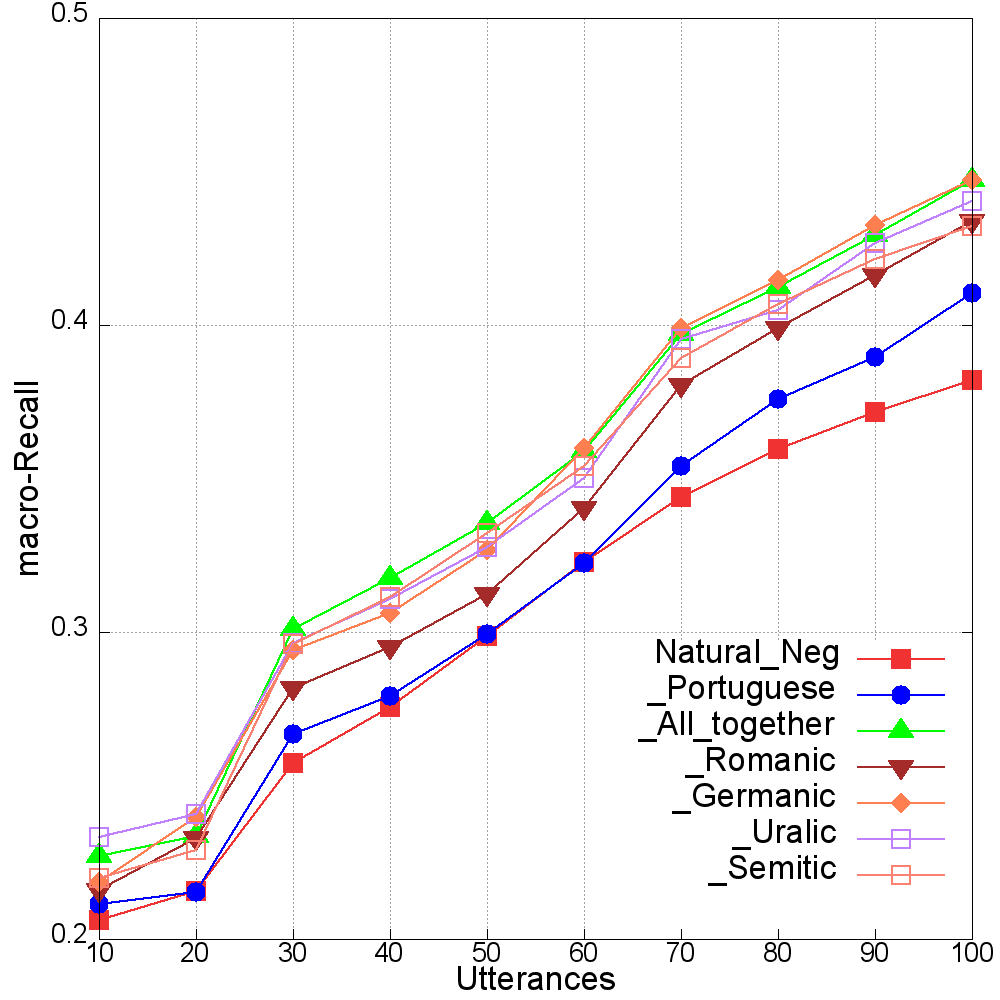 0.5
0.4
0.3
0.2
macro-Recall
10 20 30 40 50 60 70 80 90 100
Utterances
Natural_Neg
_Portuguese
_All_together
_Romanic
_Germanic
_Uralic
_Semitic